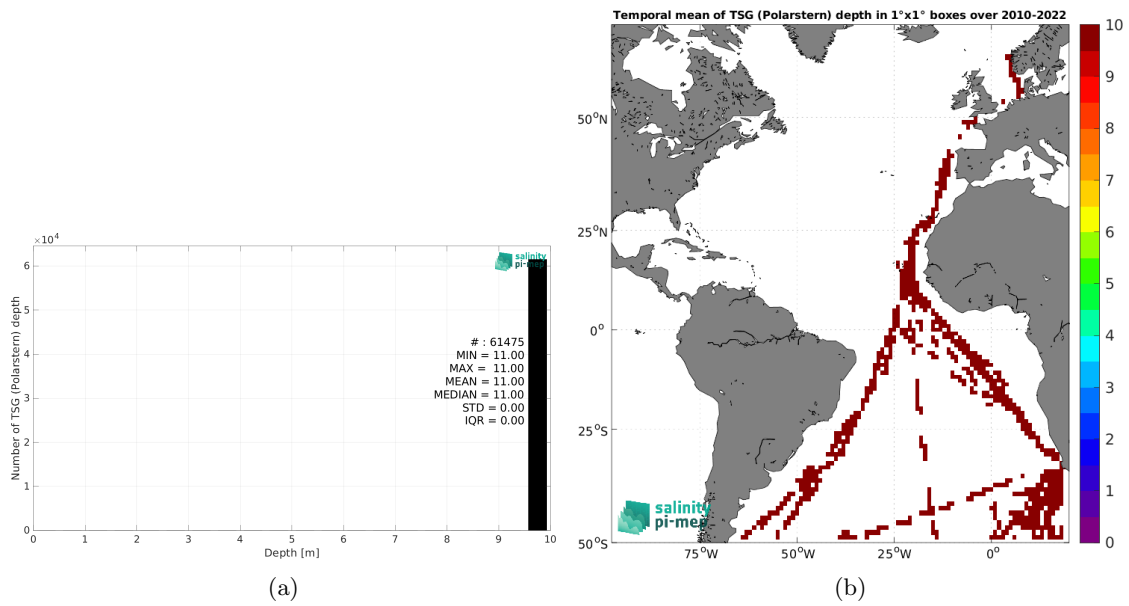 ×10⁴
Number of TSG (Polarstern) depth
6
5
4
3
2
1
0
salinity
pi-mep
# : 61475
MIN = 11.00
MAX = 11.00
MEAN = 11.00
MEDIAN = 11.00
STD = 0.00
IQR = 0.00
0 1 2 3 4 5 6 7 8 9 10
Depth [m]
(a)
Temporal mean of TSG (Polarstern) depth in 1°x1° boxes over 2010-2022
50°N
25°N
0°
25°S
50°S
75°W 50°W 25°W 0°
salinity
pi-mep
10
9
8
7
6
5
4
3
2
1
0
(b)